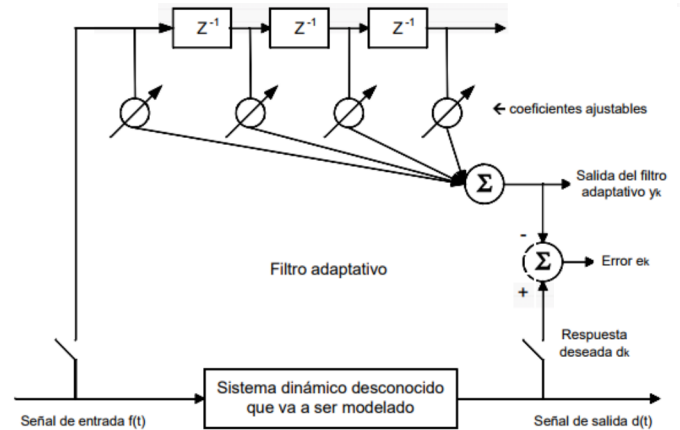 Z-1 Z-1 Z-1
← coeficientes ajustables
Σ
Salida del filtro
adaptativo yk
-
Σ
Error ek
+
Filtro adaptativo
Respuesta
deseada dk
Sistema dinámico desconocido
que va a ser modelado
Señal de entrada f(t)
Señal de salida d(t)